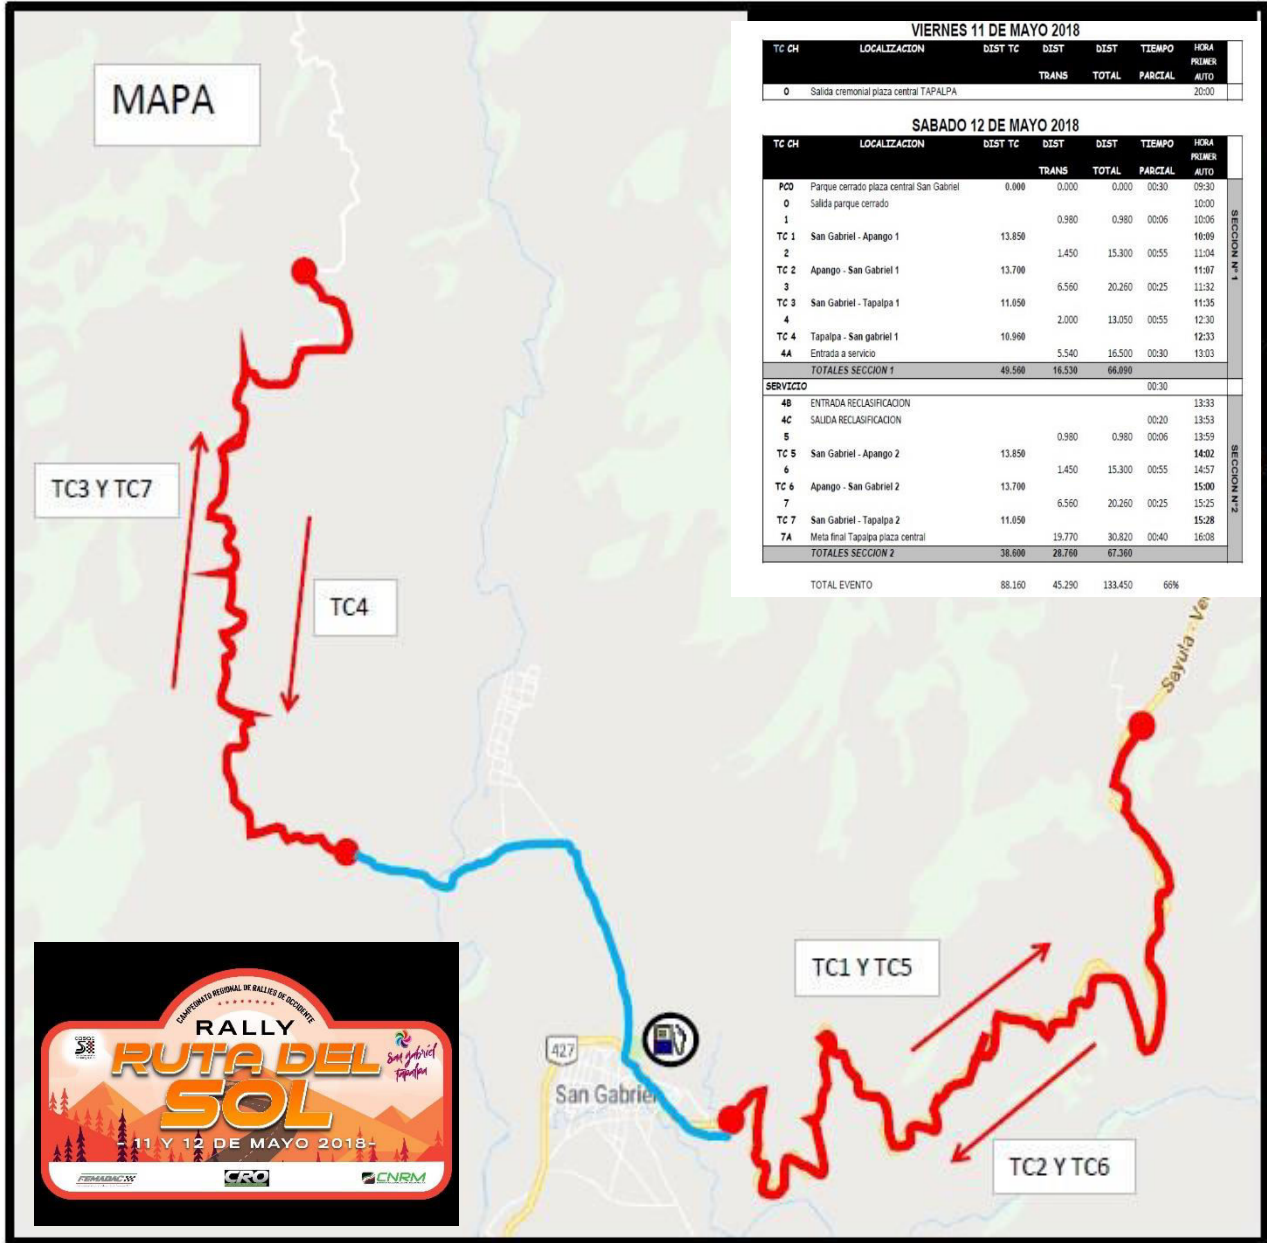 MAPA
VIERNES 11 DE MAYO 2018
TC CH LOCALIZACION DIST TC DIST TRANS DIST TOTAL TIEMPO PARCIAL HORA PRIMER AUTO
0 Salida cremonial plaza central TAPALPA 20:00
SABADO 12 DE MAYO 2018
TC CH LOCALIZACION DIST TC DIST TRANS DIST TOTAL TIEMPO PARCIAL HORA PRIMER AUTO
PC0 Parque cerrado plaza central San Gabriel 0.000 0.000 0.000 00:30 09:30
0 Salida parque cerrado 10:00
1 0.980 0.980 00:06 10:06
TC 1 San Gabriel - Apango 1 13.850 10:09
2 1.450 15.300 00:55 11:04
TC 2 Apango - San Gabriel 1 13.700 11:07
3 6.560 20.260 00:25 11:32
TC 3 San Gabriel - Tapalpa 1 11.050 11:35
4 2.000 13.050 00:55 12:30
TC 4 Tapalpa - San gabriel 1 10.960 12:33
4A Entrada a servicio 5.540 16.500 00:30 13:03
TOTALES SECCION 1 49.560 16.530 66.090
SECCION Nº 1
SERVICIO 00:30
4B ENTRADA RECLASIFICACION 13:33
4C SALIDA RECLASIFICACION 00:20 13:53
5 0.980 0.980 00:06 13:59
TC 5 San Gabriel - Apango 2 13.850 14:02
6 1.450 15.300 00:55 14:57
TC 6 Apango - San Gabriel 2 13.700 15:00
7 6.560 20.260 00:25 15:25
TC 7 San Gabriel - Tapalpa 2 11.050 15:28
7A Meta final Tapalpa plaza central 19.770 30.820 00:40 16:08
TOTALES SECCION 2 38.600 28.760 67.360
SECCION Nº2
TOTAL EVENTO 88.160 45.290 133.450 66%
TC3 Y TC7
TC4
Sayula - Ve
TC1 Y TC5
427
San Gabriel
TC2 Y TC6
CAMPEONATO REGIONAL DE RALLIES DE OCCIDENTE
RALLY
RUTA DEL
SOL
- 11 Y 12 DE MAYO 2018-
San gabriel
tapalpa
FEMADAC
CRO
CNRM